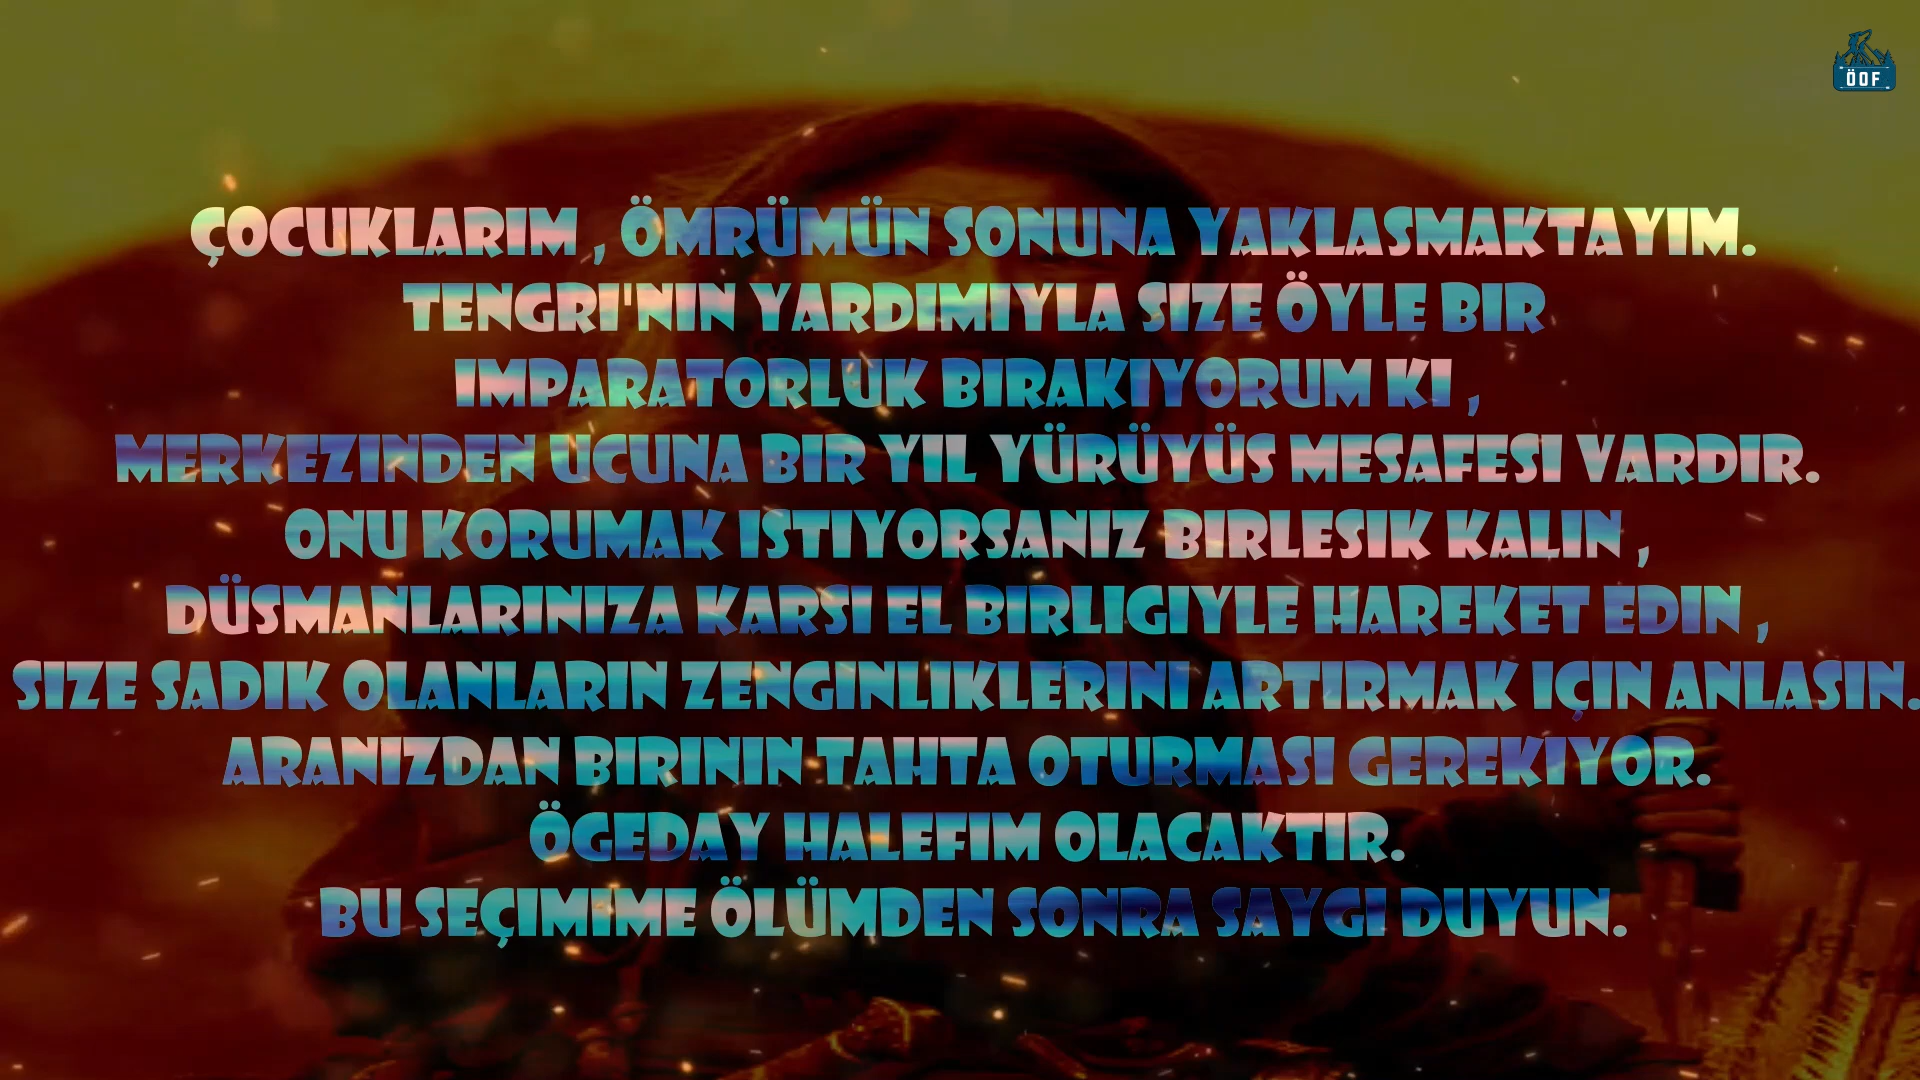 ÖOF
ÇOCUKLARIM , ÖMRÜMÜN SONUNA YAKLASMAKTAYIM.
TENGRI'NIN YARDIMIYLA SIZE ÖYLE BIR
IMPARATORLUK BIRAKIYORUM KI ,
MERKEZINDEN UCUNA BIR YIL YÜRÜYÜS MESAFESI VARDIR.
ONU KORUMAK ISTIYORSANIZ BIRLESIK KALIN ,
DÜSMANLARINIZA KARSI EL BIRLIGIYLE HAREKET EDIN ,
SIZE SADIK OLANLARIN ZENGINLIKLERINI ARTIRMAK IÇIN ANLASIN.
ARANIZDAN BIRININ TAHTA OTURMASI GEREKIYOR.
ÖGEDAY HALEFIM OLACAKTIR.
BU SEÇIMIME ÖLÜMDEN SONRA SAYGI DUYUN.